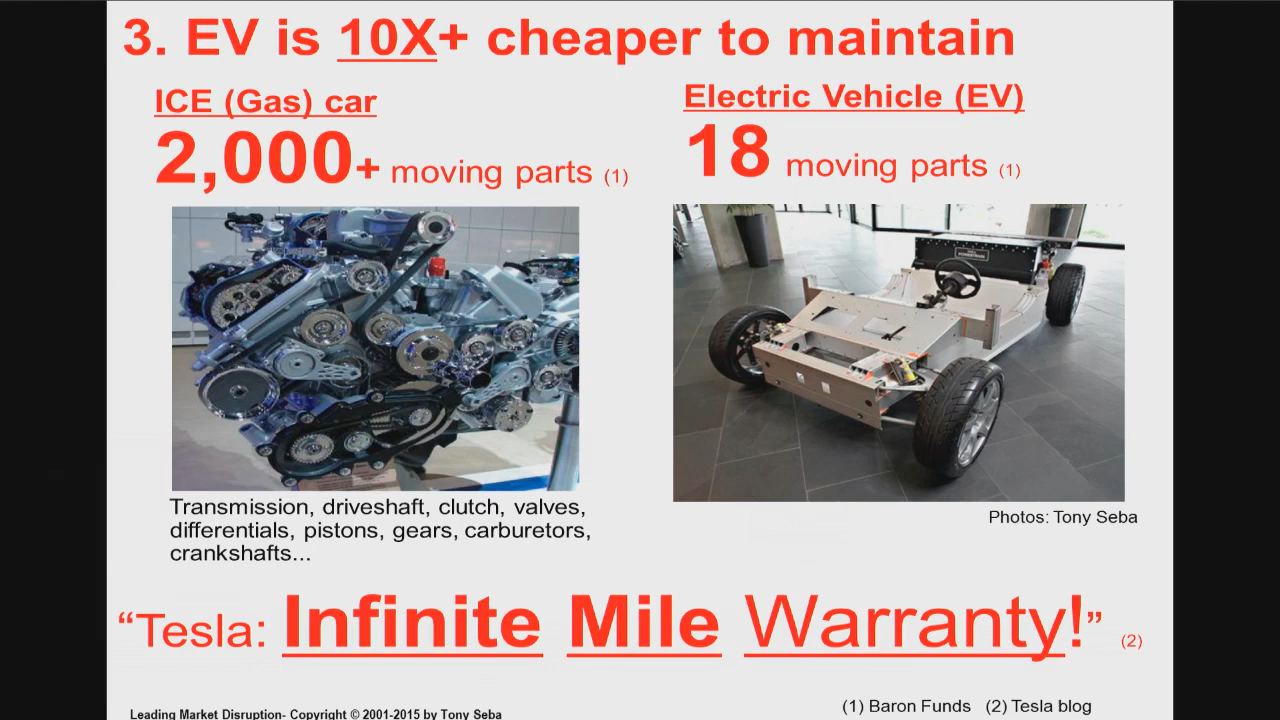 3. EV is 10X+ cheaper to maintain
ICE (Gas) car
2,000+ moving parts (1)
Electric Vehicle (EV)
18 moving parts (1)
Transmission, driveshaft, clutch, valves,
differentials, pistons, gears, carburetors,
crankshafts...
Photos: Tony Seba
“Tesla: Infinite Mile Warranty!” (2)
Leading Market Disruption- Copyright © 2001-2015 by Tony Seba
(1) Baron Funds (2) Tesla blog